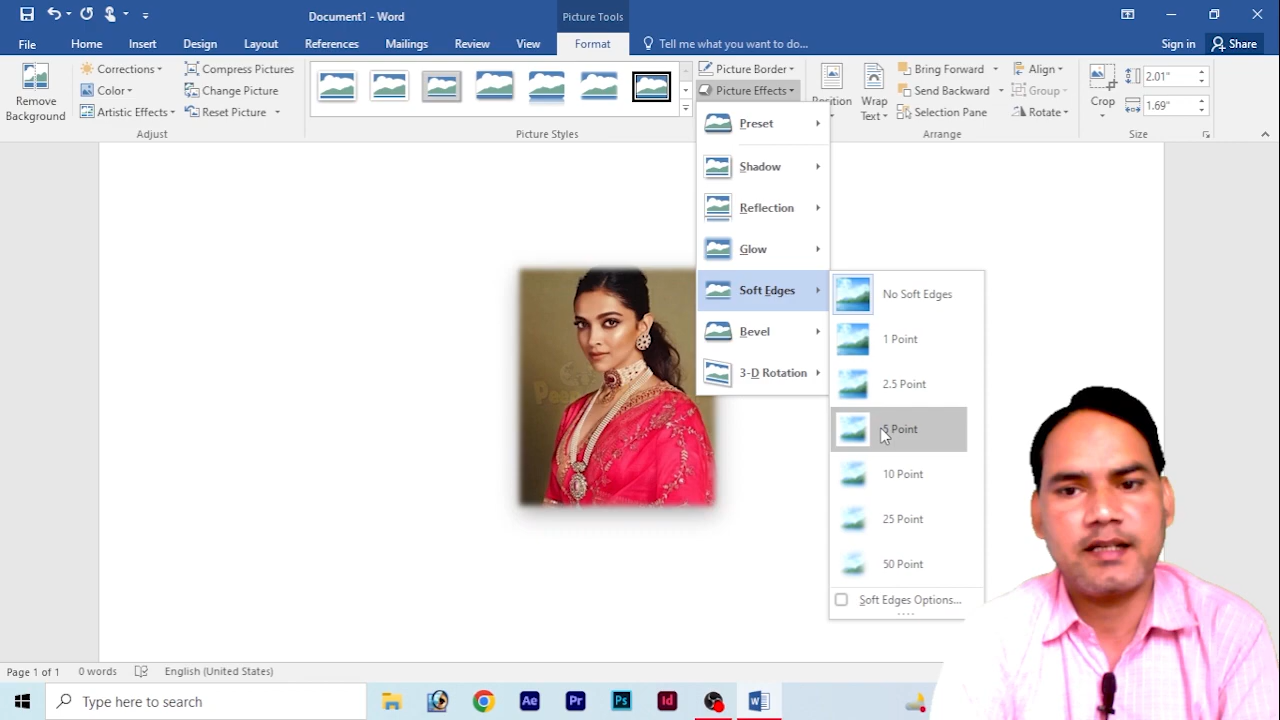 Document1 - Word
Picture Tools
File
Home
Insert
Design
Layout
References
Mailings
Review
View
Format
Tell me what you want to do...
Sign in
Share
Remove
Background
Corrections
Color
Artistic Effects
Compress Pictures
Change Picture
Reset Picture
Adjust
Picture Styles
Picture Border
Picture Effects
Position
Wrap
Text
Bring Forward
Send Backward
Selection Pane
Align
Group
Rotate
Arrange
Crop
2.01"
1.69"
Size
Preset
Shadow
Reflection
Glow
Soft Edges
Bevel
3-D Rotation
No Soft Edges
1 Point
2.5 Point
5 Point
10 Point
25 Point
50 Point
Soft Edges Options...
Page 1 of 1
0 words
English (United States)
Type here to search
Ae
Pr
Ps
Id